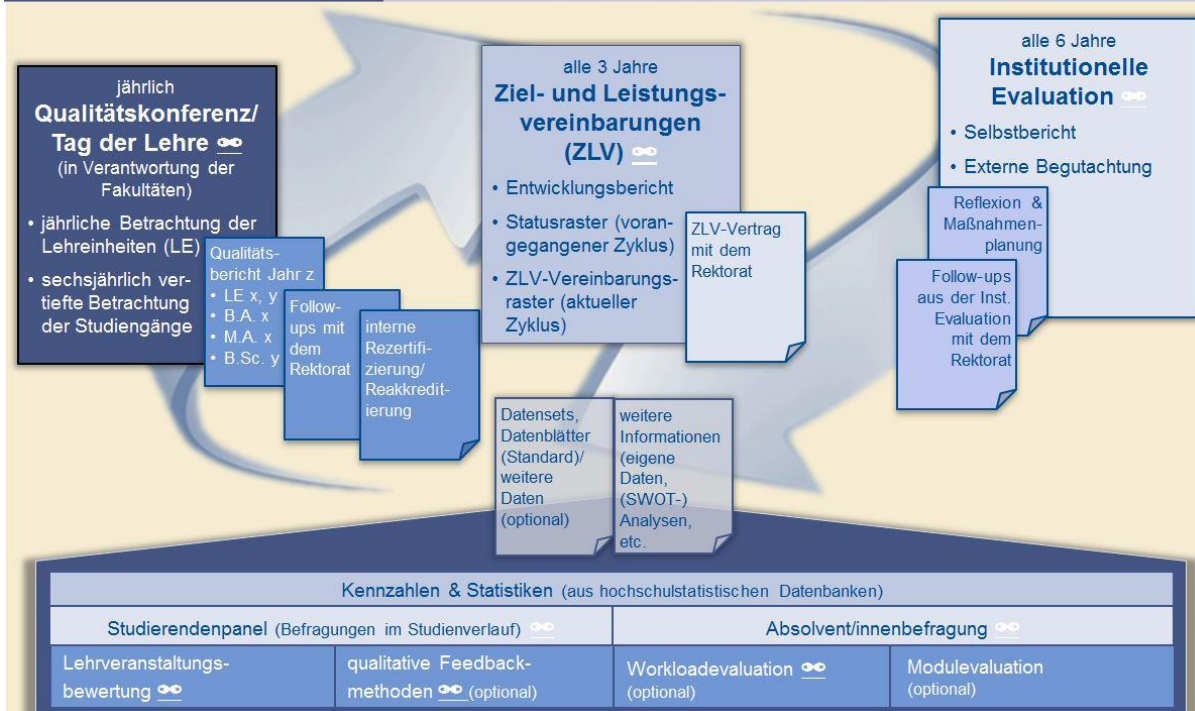 jährlich
Qualitätskonferenz/
Tag der Lehre
(in Verantwortung der
Fakultäten)
• jährliche Betrachtung der
Lehreinheiten (LE)
• sechsjährlich ver-
tiefte Betrachtung
der Studiengänge
Qualitäts-
bericht Jahr z
• LE x, y
• B.A. x
• M.A. x
• B.Sc. y
Follow-
ups mit
dem
Rektorat
interne
Rezertifi-
zierung/
Reakkredit-
ierung
alle 3 Jahre
Ziel- und Leistungs-
vereinbarungen
(ZLV)
• Entwicklungsbericht
• Statusraster (voran-
gegangener Zyklus)
• ZLV-Vereinbarungs-
raster (aktueller
Zyklus)
ZLV-Vertrag
mit dem
Rektorat
alle 6 Jahre
Institutionelle
Evaluation
• Selbstbericht
• Externe Begutachtung
Reflexion &
Maßnahmen-
planung
Follow-ups
aus der Inst.
Evaluation
mit dem
Rektorat
Datensets,
Datenblätter
(Standard)/
weitere
Daten
(optional)
weitere
Informationen
(eigene
Daten,
(SWOT-)
Analysen,
etc.
Kennzahlen & Statistiken (aus hochschulstatistischen Datenbanken)
Studierendenpanel (Befragungen im Studienverlauf)
Absolvent/innenbefragung
Lehrveranstaltungs-
bewertung
qualitative Feedback-
methoden (optional)
Workloadevaluation
(optional)
Modulevaluation
(optional)